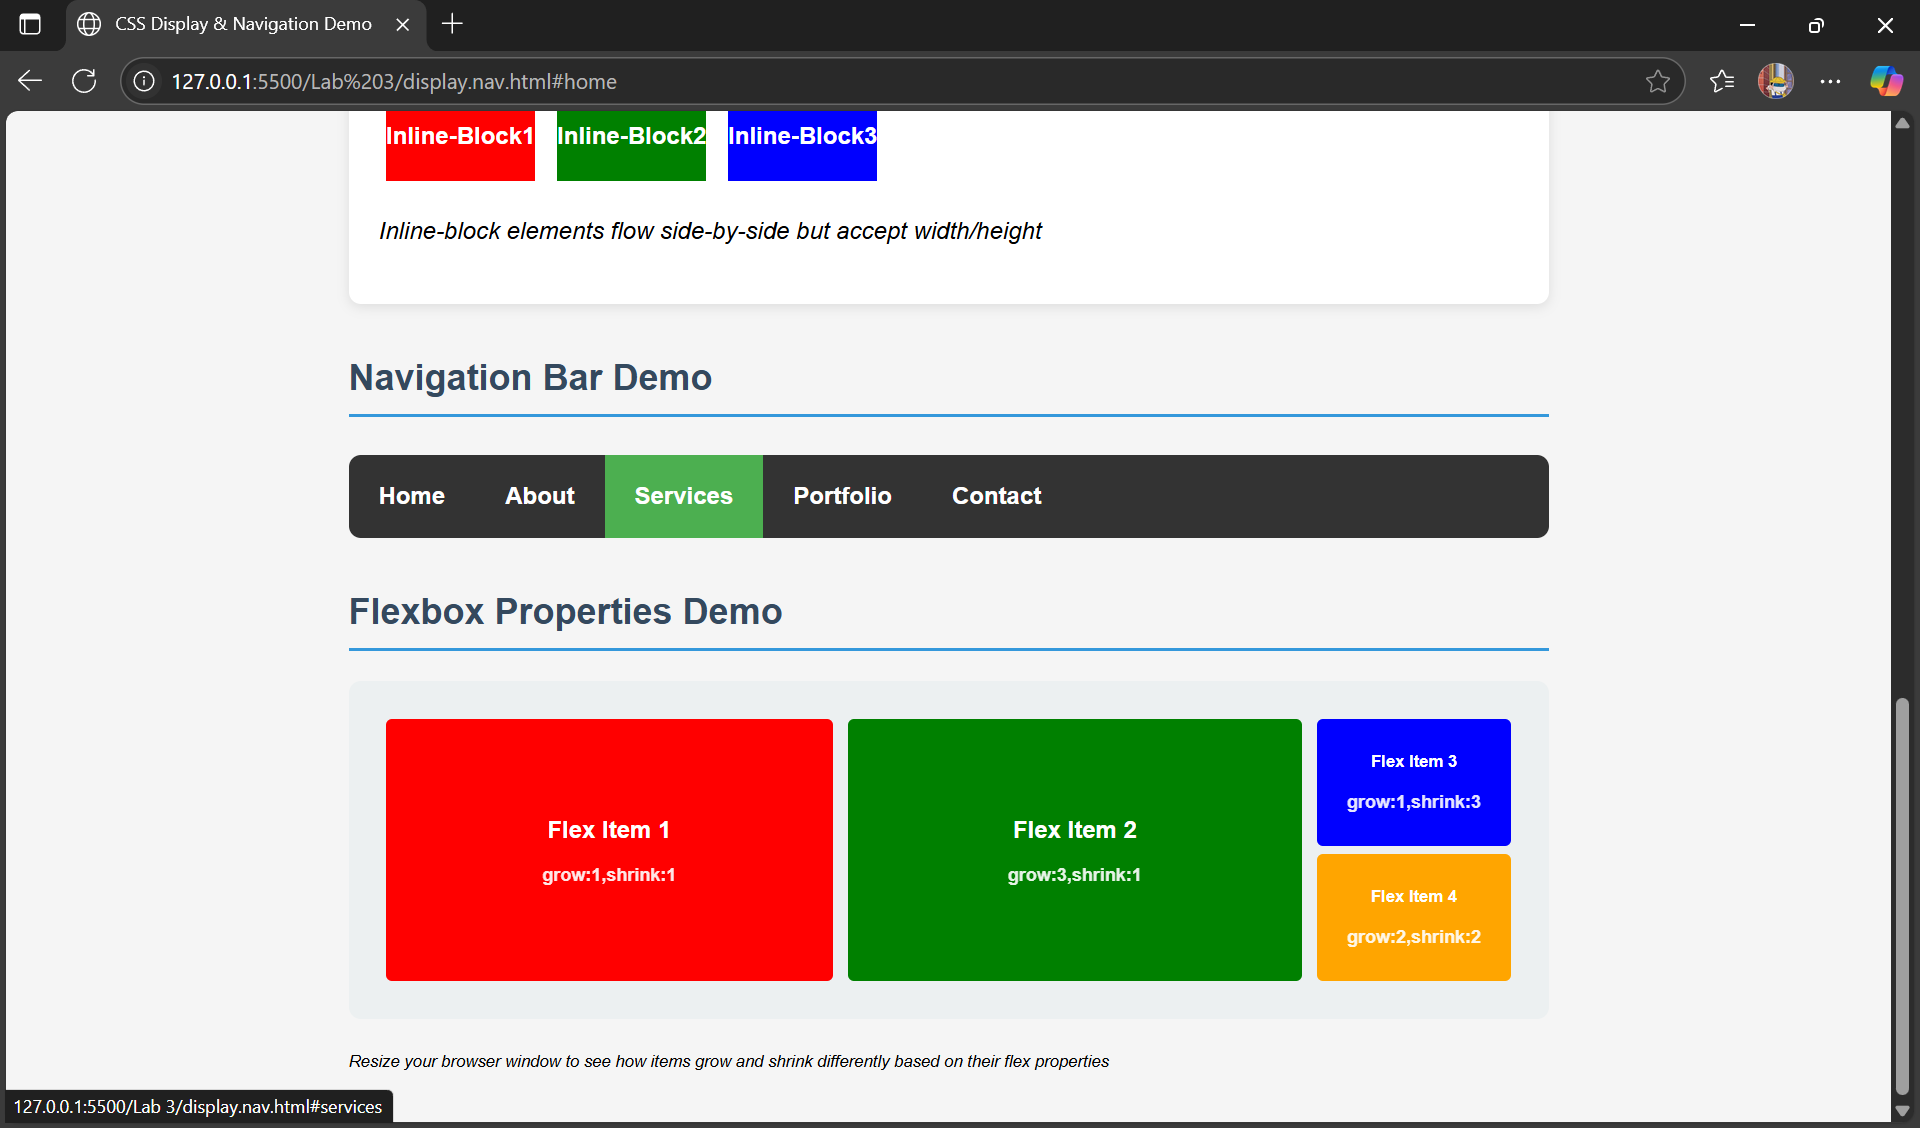 CSS Display & Navigation Demo
127.0.0.1:5500/Lab%203/display.nav.html#home
Inline-Block1 Inline-Block2 Inline-Block3
Inline-block elements flow side-by-side but accept width/height
Navigation Bar Demo
Home About Services Portfolio Contact
Flexbox Properties Demo
Flex Item 1
grow:1,shrink:1
Flex Item 2
grow:3,shrink:1
Flex Item 3
grow:1,shrink:3
Flex Item 4
grow:2,shrink:2
Resize your browser window to see how items grow and shrink differently based on their flex properties
127.0.0.1:5500/Lab 3/display.nav.html#services